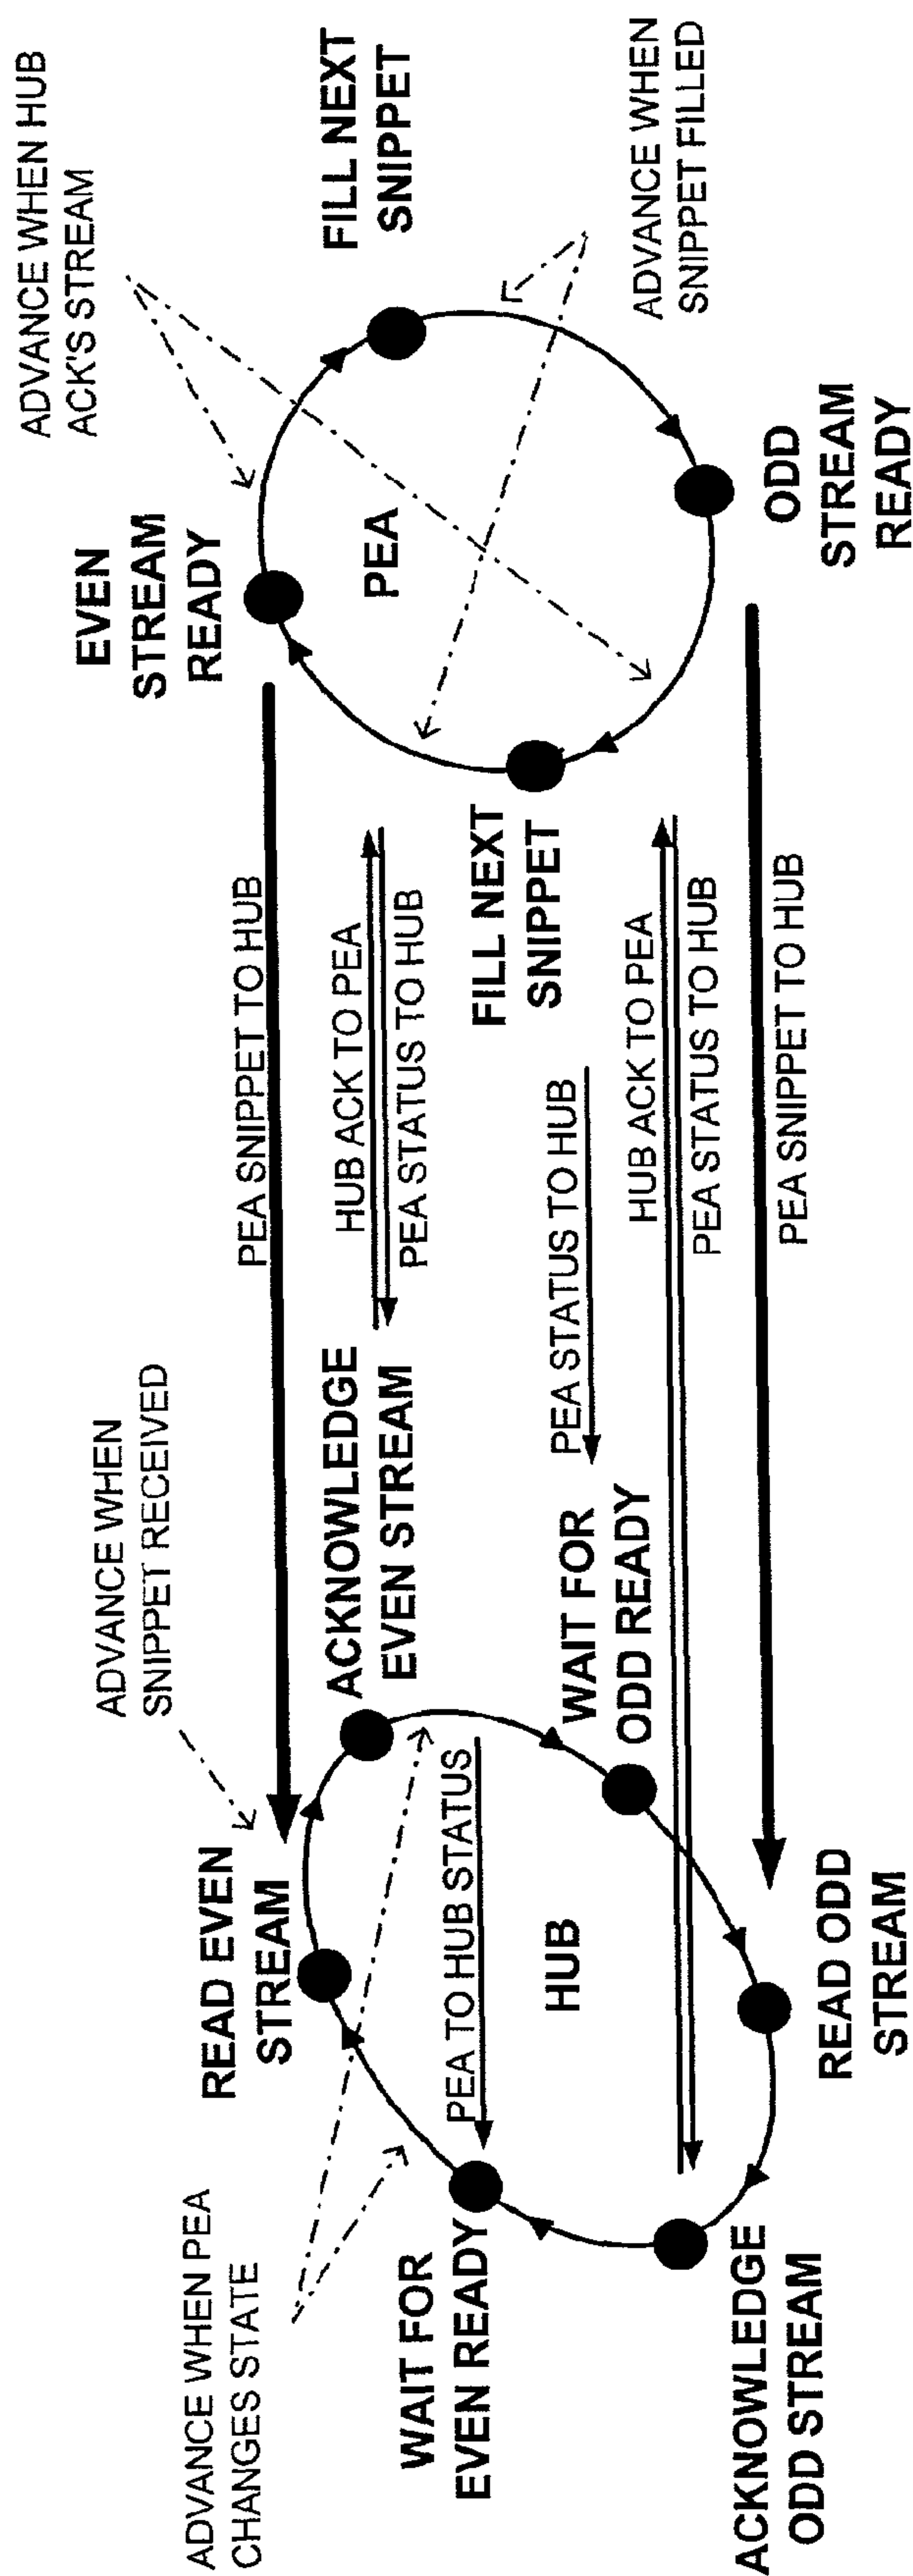 ADVANCE WHEN PEA
CHANGES STATE
WAIT FOR
EVEN READY
ACKNOWLEDGE
ODD STREAM
READ EVEN
STREAM
PEA TO HUB STATUS
HUB
READ ODD
STREAM
ADVANCE WHEN
SNIPPET RECEIVED
ACKNOWLEDGE
EVEN STREAM
WAIT FOR
ODD READY
PEA SNIPPET TO HUB
HUB ACK TO PEA
PEA STATUS TO HUB
PEA STATUS TO HUB
HUB ACK TO PEA
PEA STATUS TO HUB
PEA SNIPPET TO HUB
FILL NEXT
SNIPPET
EVEN
STREAM
READY
PEA
ODD
STREAM
READY
ADVANCE WHEN HUB
ACK'S STREAM
FILL NEXT
SNIPPET
ADVANCE WHEN
SNIPPET FILLED